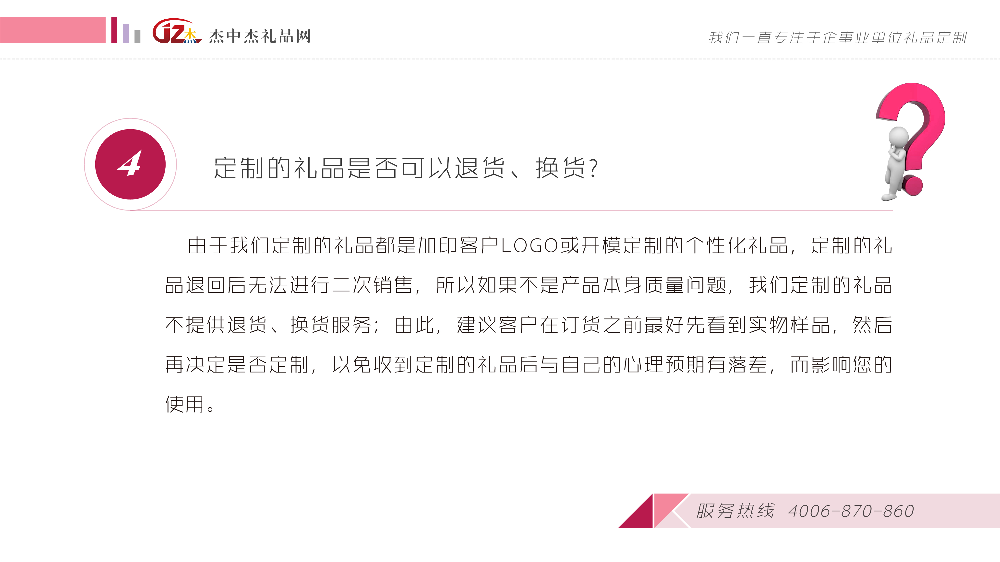 JZ杰 杰中杰礼品网
我们一直专注于企事业单位礼品定制
4
定制的礼品是否可以退货、换货?
由于我们定制的礼品都是加印客户LOGO或开模定制的个性化礼品，定制的礼
品退回后无法进行二次销售，所以如果不是产品本身质量问题，我们定制的礼品
不提供退货、换货服务；由此，建议客户在订货之前最好先看到实物样品，然后
再决定是否定制，以免收到定制的礼品后与自己的心理预期有落差，而影响您的
使用。
服务热线 4006-870-860